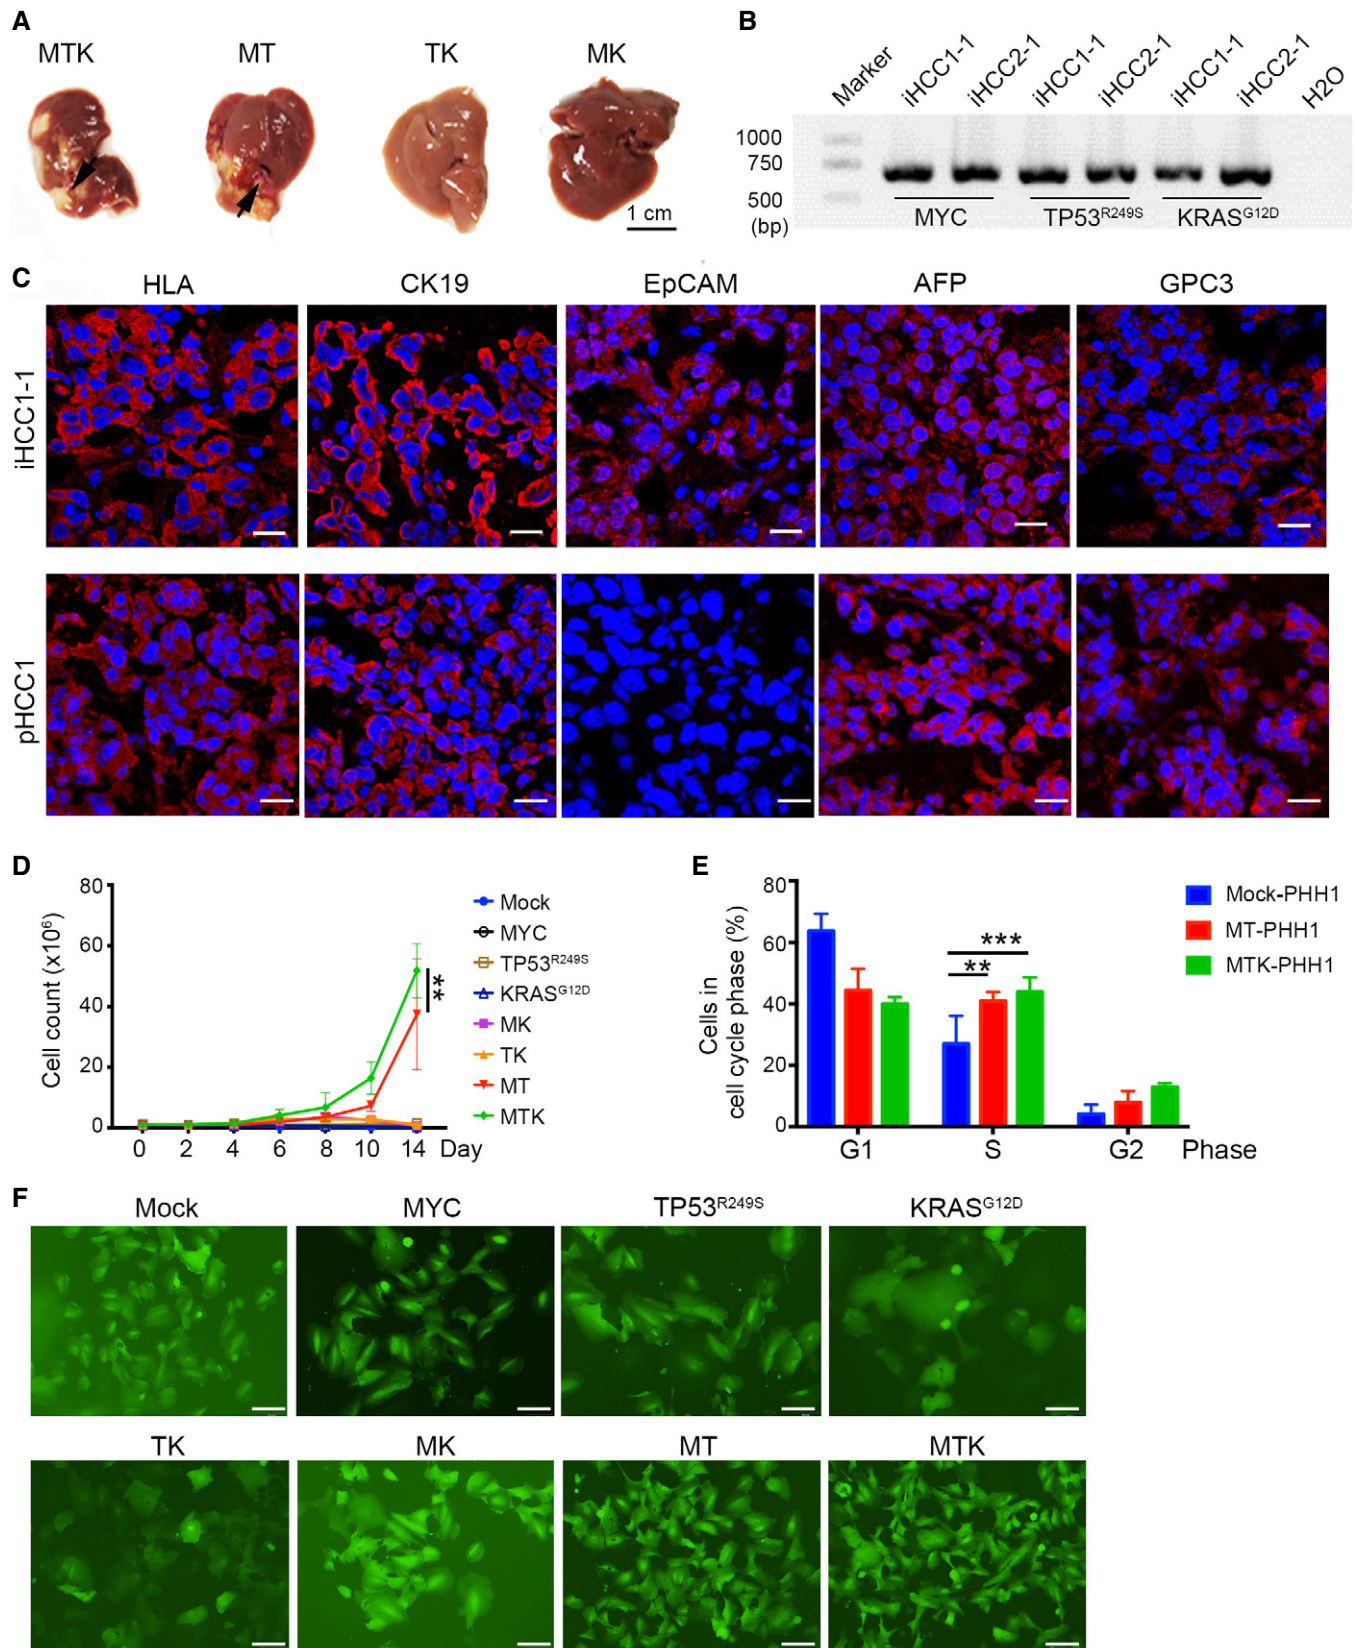 A
MTK MT TK MK
1 cm
B
Marker iHCC1-1 iHCC2-1 iHCC1-1 iHCC2-1 iHCC1-1 iHCC2-1 H2O
1000
750
500
(bp)
MYC TP53R249S KRASG12D
C
HLA CK19 EpCAM AFP GPC3
iHCC1-1
pHCC1
D
Cell count (x10⁶)
80
60
40
20
0
0 2 4 6 8 10 14 Day
**
Mock
MYC
TP53R249S
KRASG12D
MK
TK
MT
MTK
E
Cells in
cell cycle phase (%)
80
60
40
20
0
***
**
G1 S G2 Phase
Mock-PHH1
MT-PHH1
MTK-PHH1
F
Mock MYC TP53R249S KRASG12D
TK MK MT MTK